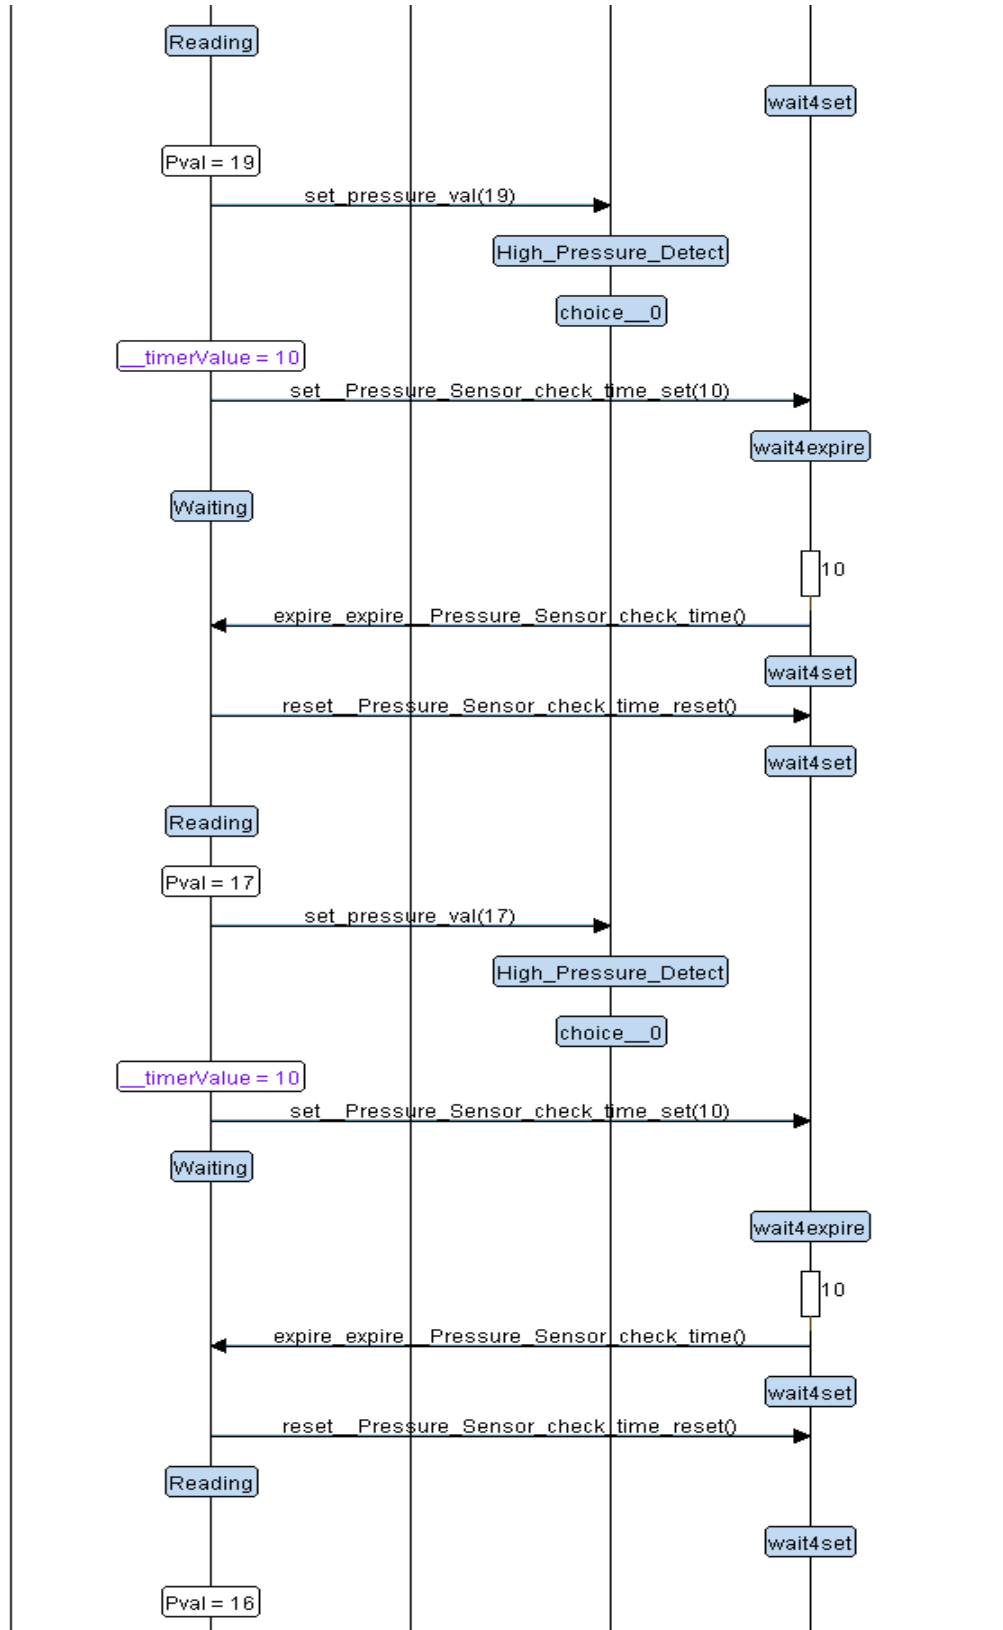 Reading
wait4set
Pval = 19
set_pressure_val(19)
High_Pressure_Detect
choice__0
__timerValue = 10
set__Pressure_Sensor_check_time_set(10)
wait4expire
Waiting
10
expire_expire__Pressure_Sensor_check_time()
wait4set
reset__Pressure_Sensor_check_time_reset()
wait4set
Reading
Pval = 17
set_pressure_val(17)
High_Pressure_Detect
choice__0
__timerValue = 10
set__Pressure_Sensor_check_time_set(10)
Waiting
wait4expire
10
expire_expire__Pressure_Sensor_check_time()
wait4set
reset__Pressure_Sensor_check_time_reset()
Reading
wait4set
Pval = 16